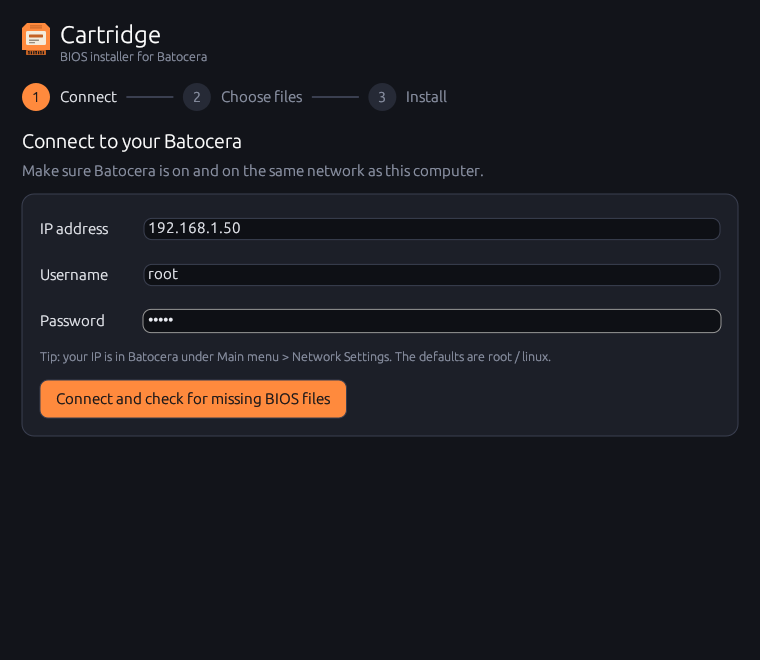 Cartridge
BIOS installer for Batocera
1 Connect 2 Choose files 3 Install
Connect to your Batocera
Make sure Batocera is on and on the same network as this computer.
IP address 192.168.1.50
Username root
Password •••••
Tip: your IP is in Batocera under Main menu > Network Settings. The defaults are root / linux.
Connect and check for missing BIOS files